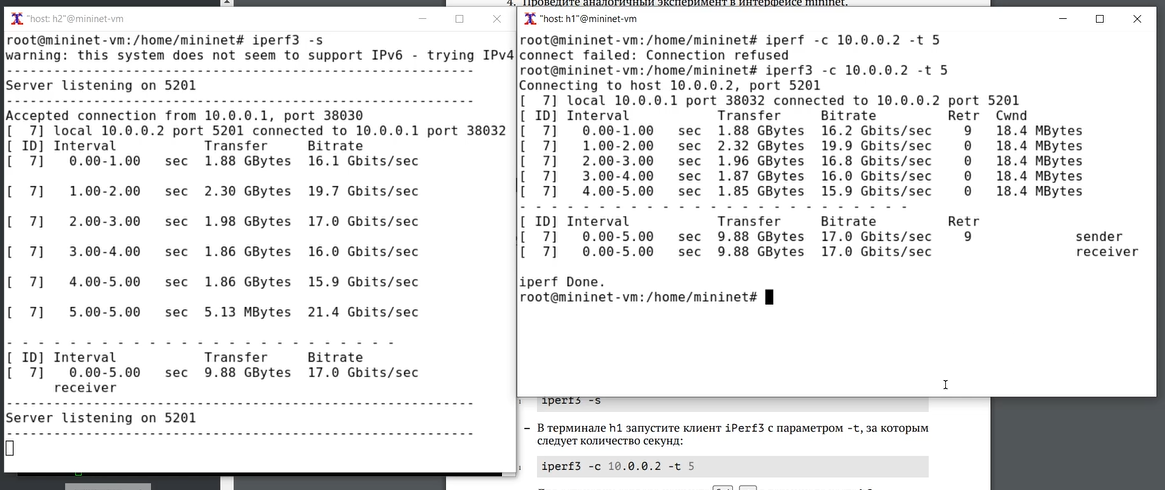 4. Проведите аналогичный эксперимент в интерфейсе mininet.
"host: h2"@mininet-vm
root@mininet-vm:/home/mininet# iperf3 -s
warning: this system does not seem to support IPv6 - trying IPv4
-----------------------------------------------------------
Server listening on 5201
-----------------------------------------------------------
Accepted connection from 10.0.0.1, port 38030
[  7] local 10.0.0.2 port 5201 connected to 10.0.0.1 port 38032
[ ID] Interval           Transfer     Bitrate
[  7]   0.00-1.00   sec  1.88 GBytes  16.1 Gbits/sec
[  7]   1.00-2.00   sec  2.30 GBytes  19.7 Gbits/sec
[  7]   2.00-3.00   sec  1.98 GBytes  17.0 Gbits/sec
[  7]   3.00-4.00   sec  1.86 GBytes  16.0 Gbits/sec
[  7]   4.00-5.00   sec  1.86 GBytes  15.9 Gbits/sec
[  7]   5.00-5.00   sec  5.13 MBytes  21.4 Gbits/sec
- - - - - - - - - - - - - - - - - - - - - - - - -
[ ID] Interval           Transfer     Bitrate
[  7]   0.00-5.00   sec  9.88 GBytes  17.0 Gbits/sec
receiver
-----------------------------------------------------------
Server listening on 5201
-----------------------------------------------------------
"host: h1"@mininet-vm
root@mininet-vm:/home/mininet# iperf -c 10.0.0.2 -t 5
connect failed: Connection refused
root@mininet-vm:/home/mininet# iperf3 -c 10.0.0.2 -t 5
Connecting to host 10.0.0.2, port 5201
[  7] local 10.0.0.1 port 38032 connected to 10.0.0.2 port 5201
[ ID] Interval           Transfer     Bitrate         Retr  Cwnd
[  7]   0.00-1.00   sec  1.88 GBytes  16.2 Gbits/sec    9   18.4 MBytes
[  7]   1.00-2.00   sec  2.32 GBytes  19.9 Gbits/sec    0   18.4 MBytes
[  7]   2.00-3.00   sec  1.96 GBytes  16.8 Gbits/sec    0   18.4 MBytes
[  7]   3.00-4.00   sec  1.87 GBytes  16.0 Gbits/sec    0   18.4 MBytes
[  7]   4.00-5.00   sec  1.85 GBytes  15.9 Gbits/sec    0   18.4 MBytes
- - - - - - - - - - - - - - - - - - - - - - - - -
[ ID] Interval           Transfer     Bitrate         Retr
[  7]   0.00-5.00   sec  9.88 GBytes  17.0 Gbits/sec    9             sender
[  7]   0.00-5.00   sec  9.88 GBytes  17.0 Gbits/sec                  receiver
iperf Done.
root@mininet-vm:/home/mininet#
iperf3 -s
– В терминале h1 запустите клиент iPerf3 с параметром -t, за которым
следует количество секунд:
iperf3 -c 10.0.0.2 -t 5